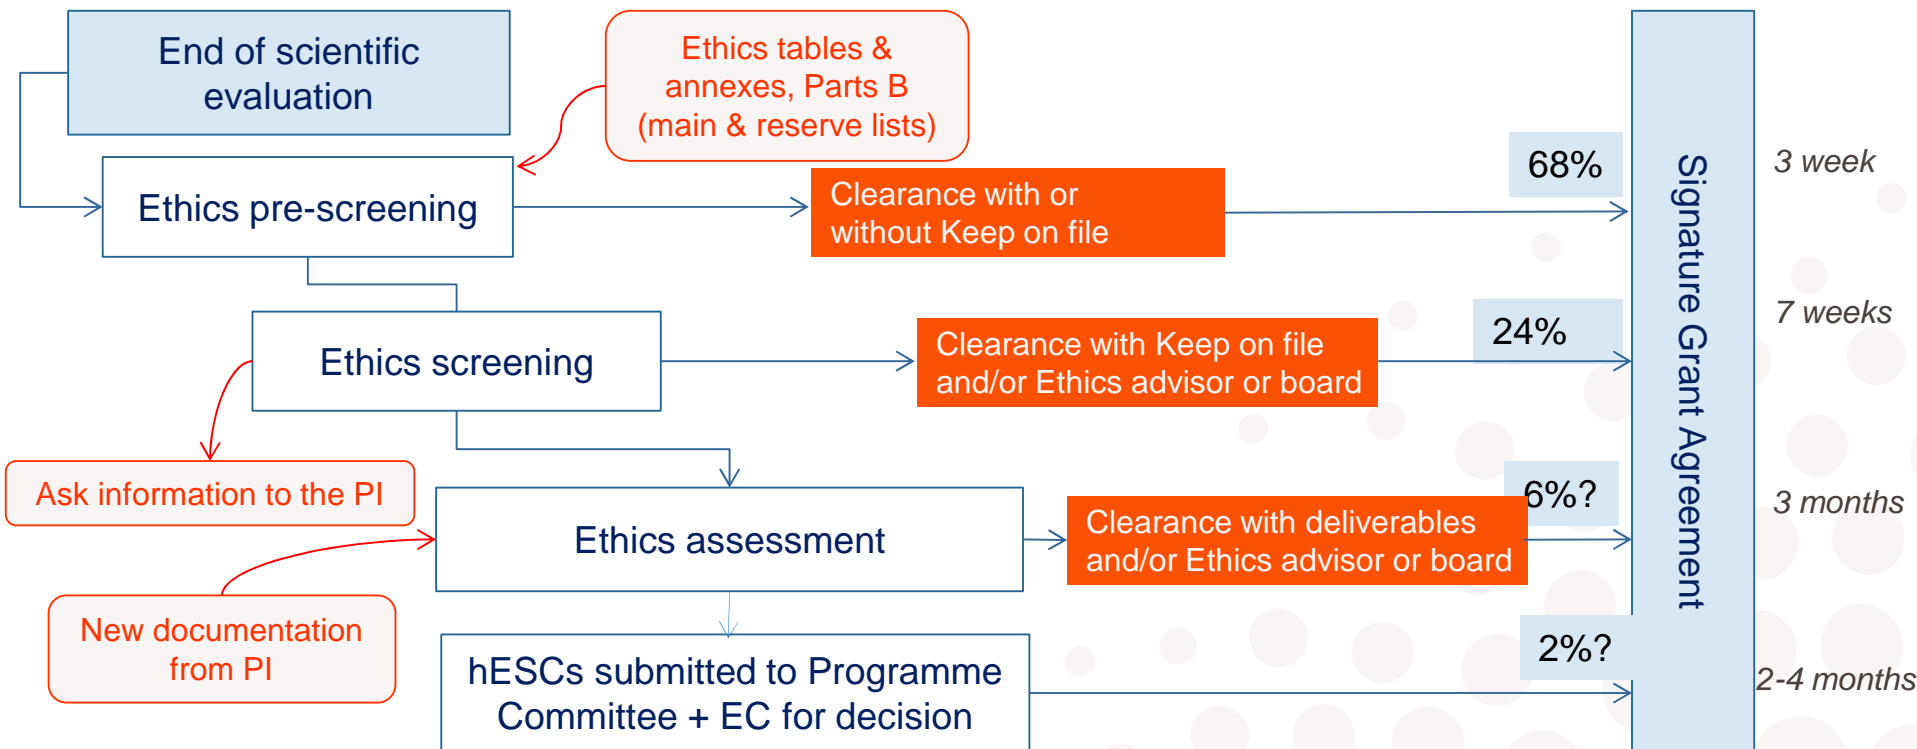 End of scientific
evaluation
Ethics tables &
annexes, Parts B
(main & reserve lists)
Ethics pre-screening
Clearance with or
without Keep on file
68%
3 week
Ethics screening
Clearance with Keep on file
and/or Ethics advisor or board
24%
7 weeks
Signature Grant Agreement
Ask information to the PI
Ethics assessment
Clearance with deliverables
and/or Ethics advisor or board
6%?
3 months
New documentation
from PI
hESCs submitted to Programme
Committee + EC for decision
2%?
2-4 months